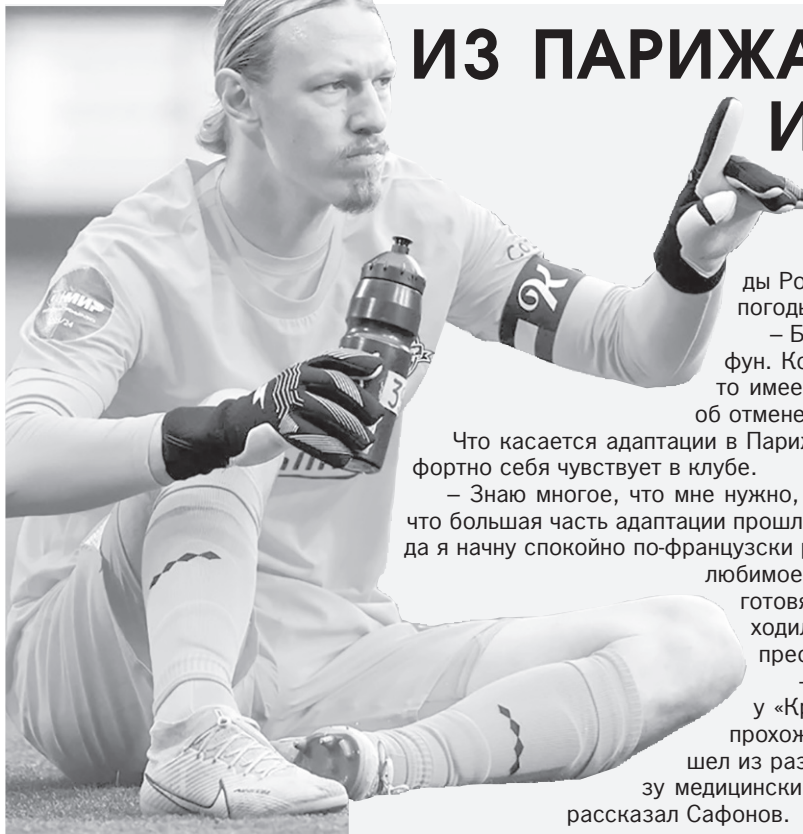 ИЗ ПАРИЖА
И
ды Ро
погоды
– Б
фун. Ко
то имее
об отмене
Что касается адаптации в Париж
фортно себя чувствует в клубе.
– Знаю многое, что мне нужно,
что большая часть адаптации прошл
да я начну спокойно по-французски р
любимое
готовя
ходил
прес
–
у «Кр
прохож
шел из раз
зу медицински
рассказал Сафонов.
МИР
К
3